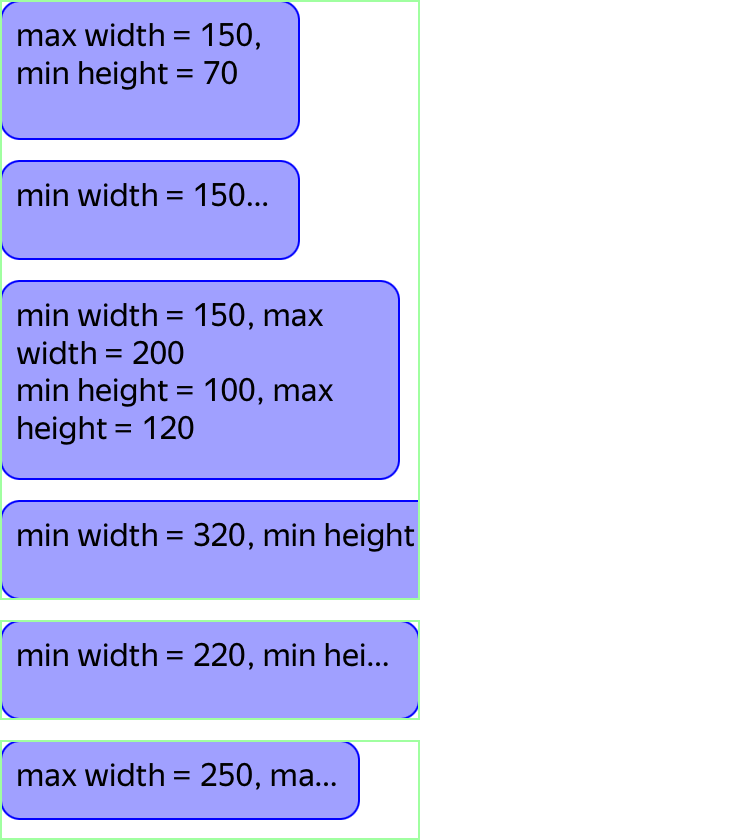 max width = 150,
min height = 70
min width = 150...
min width = 150, max
width = 200
min height = 100, max
height = 120
min width = 320, min height
min width = 220, min hei...
max width = 250, ma...